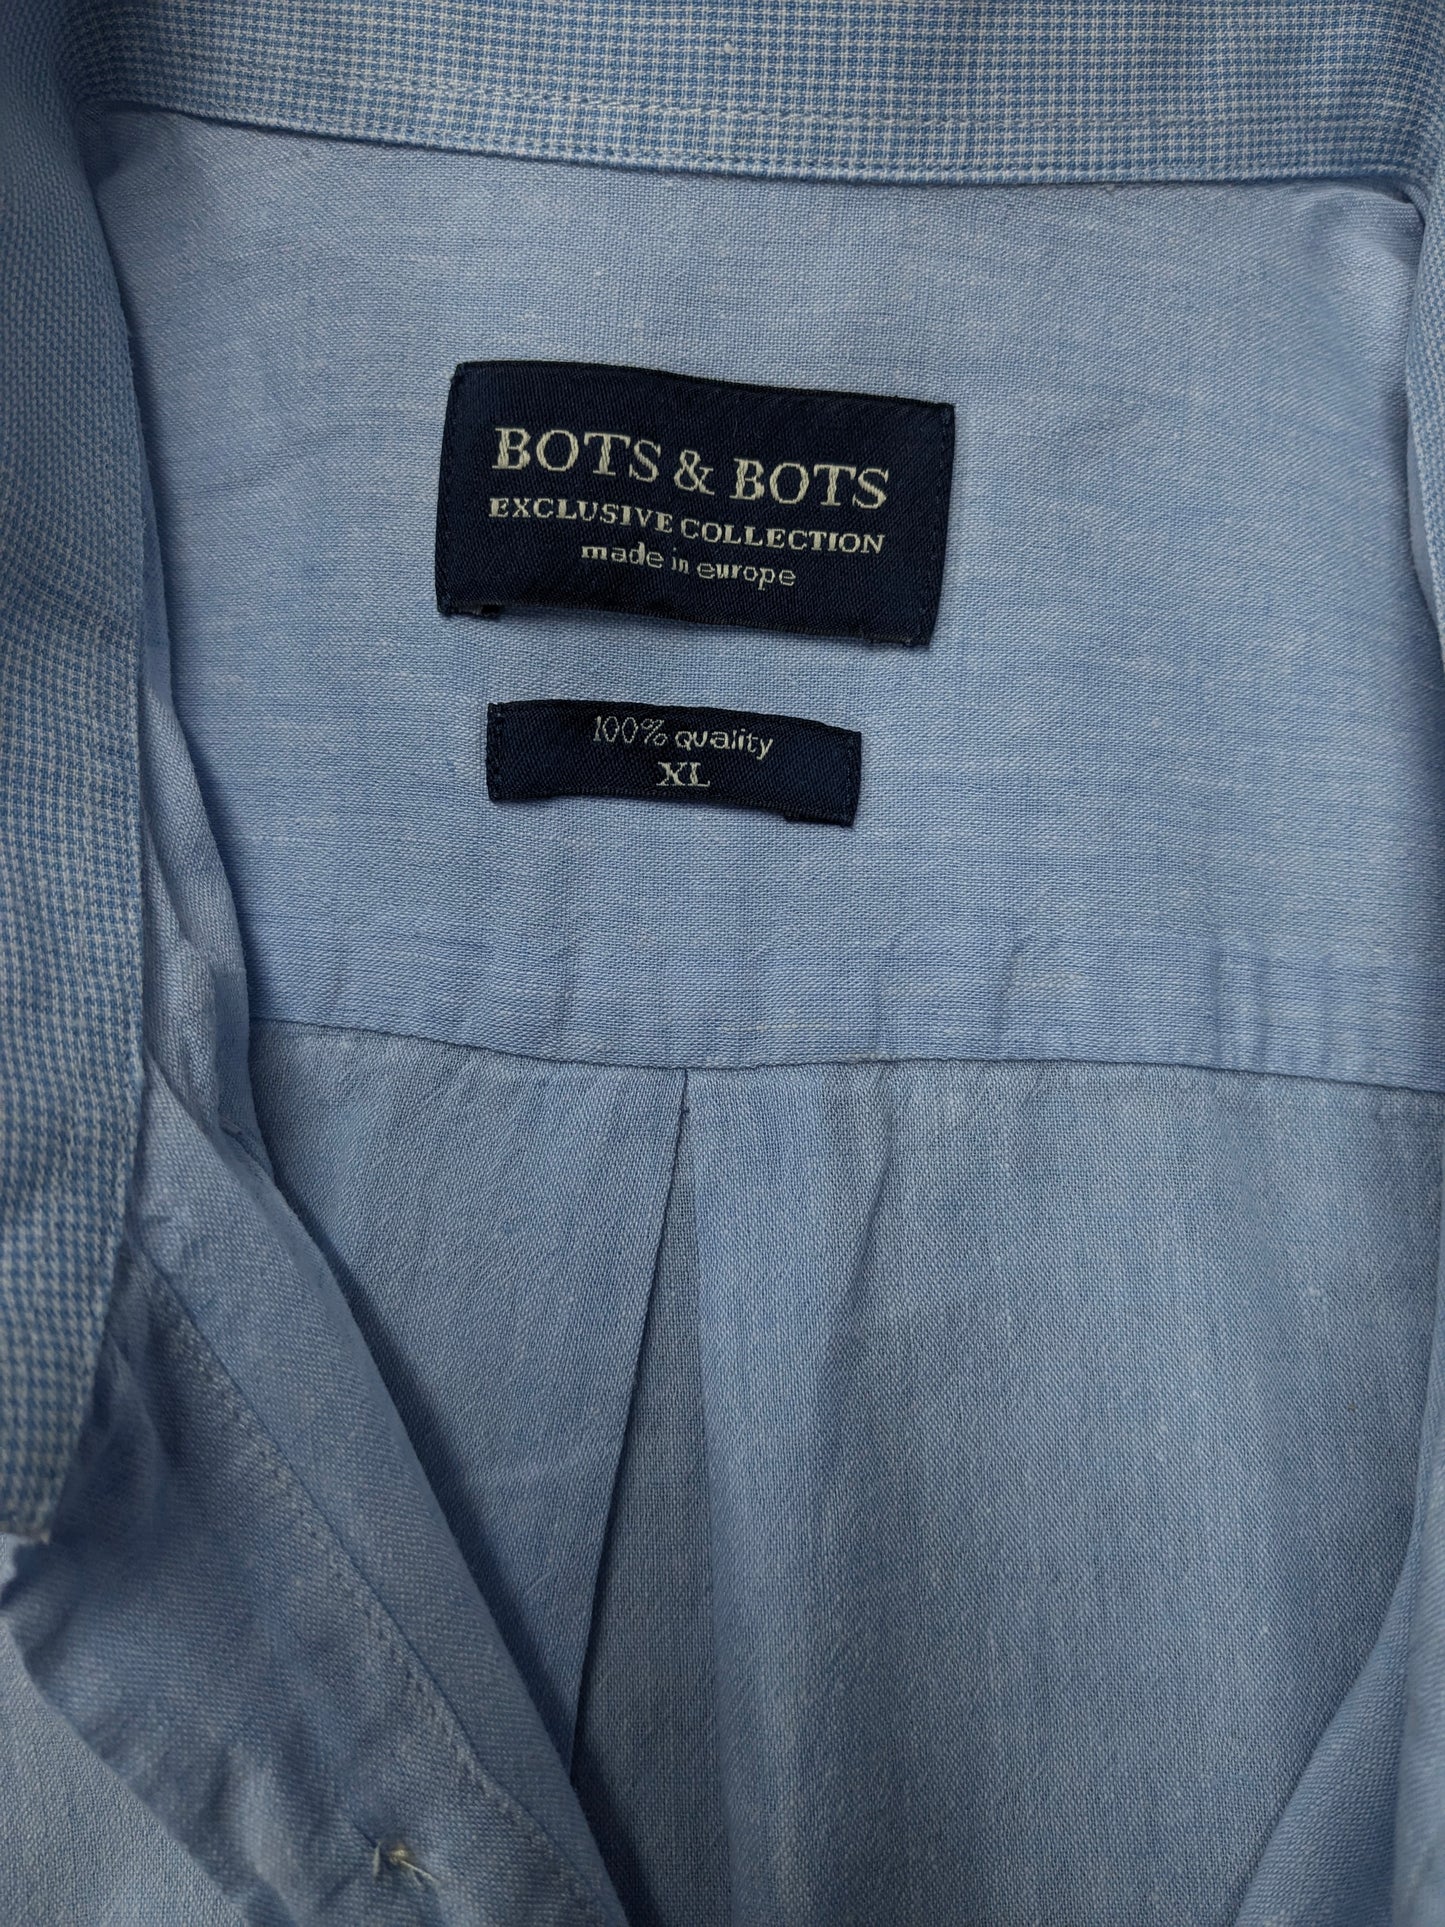 BOTS & BOTS
EXCLUSIVE COLLECTION
made in europe
100% quality
XL